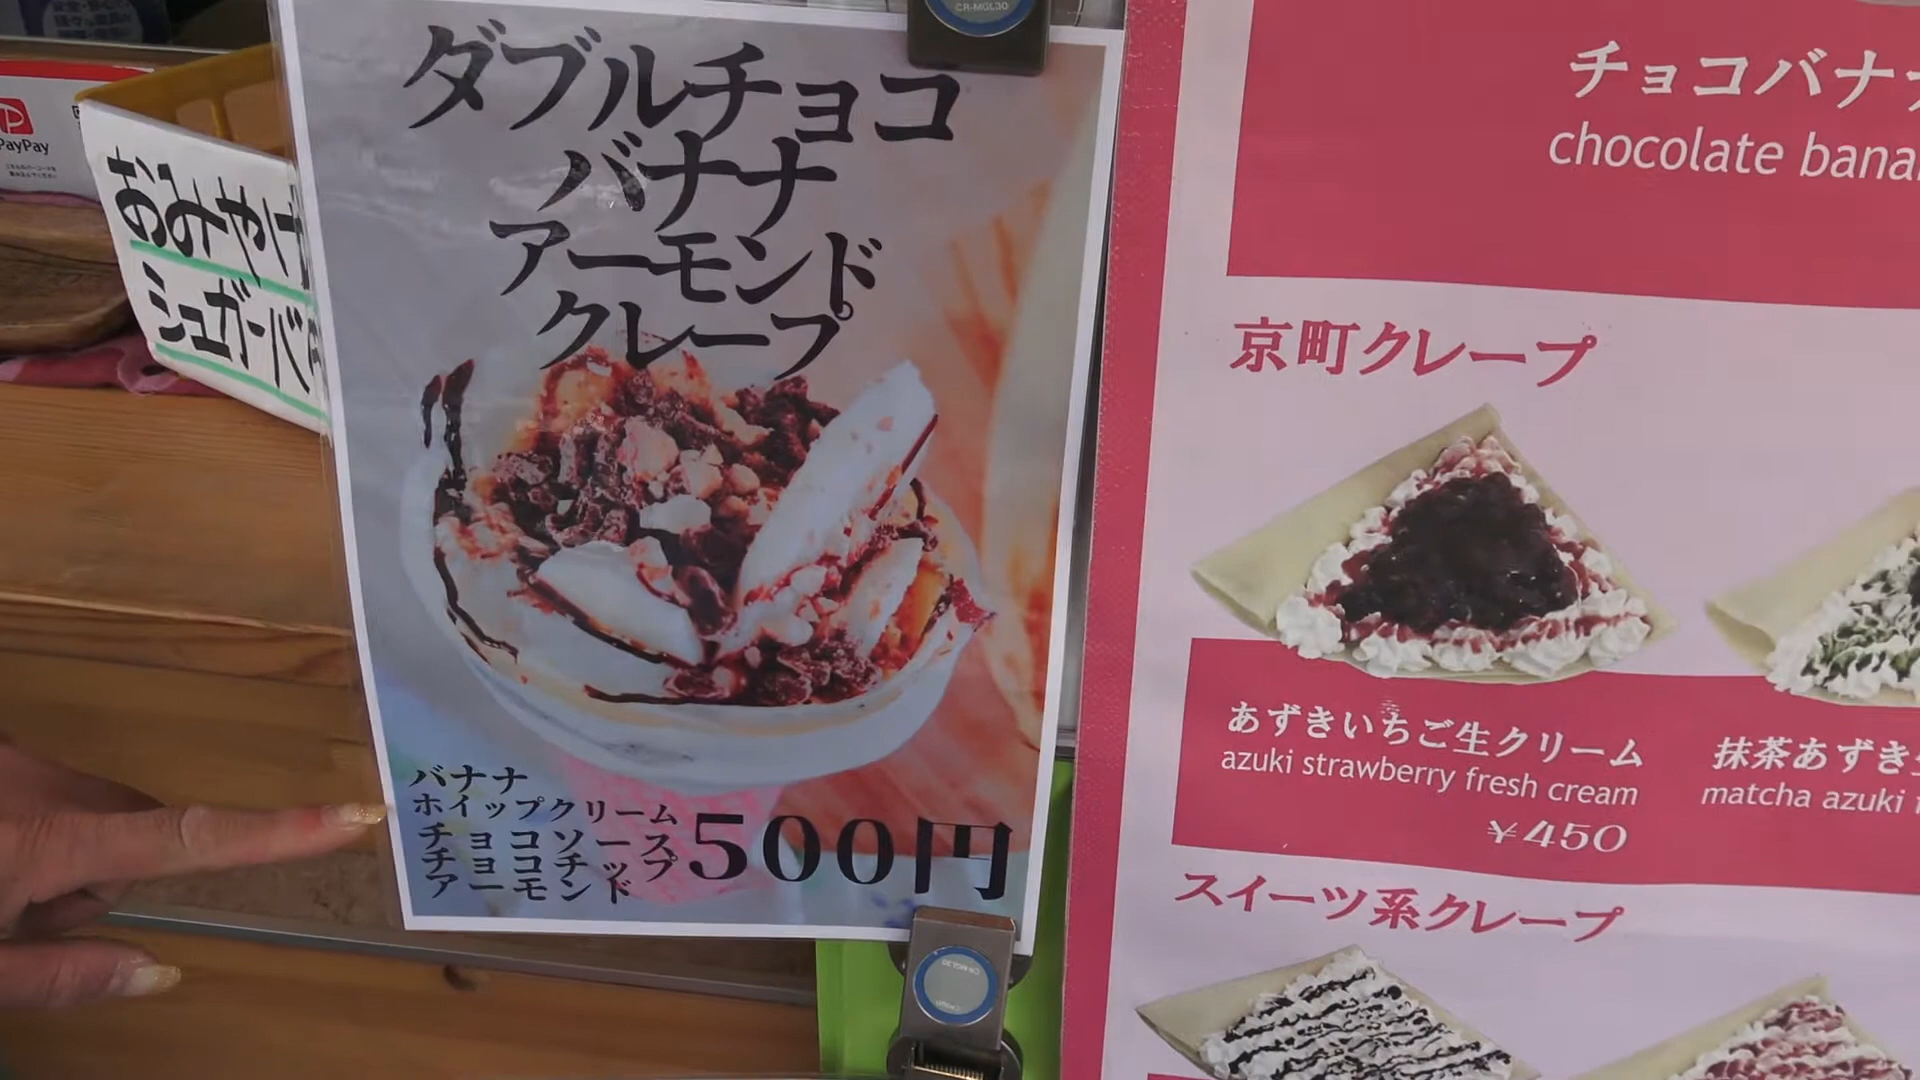 PayPay
おみやげ
シュガーバ
CR-MGL30
ダブルチョコ
バナナ
アーモンド
クレープ
バナナ
ホイップクリーム
チョコソース
チョコチップ
アーモンド
500円
CR-MGL30
チョコバナナ
chocolate bana
京町クレープ
あずきいちご生クリーム
azuki strawberry fresh cream
¥450
抹茶あずき生
matcha azuki f
スイーツ系クレープ